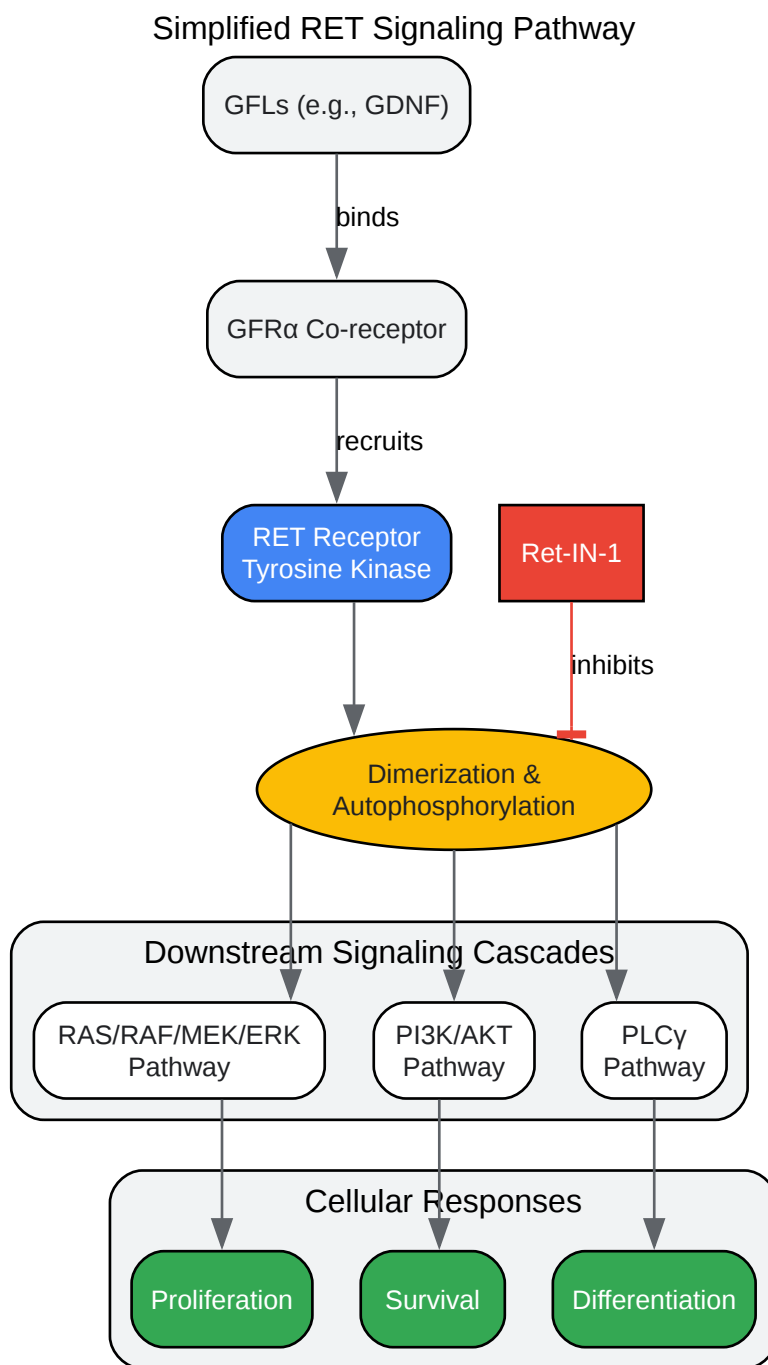 Simplified RET Signaling Pathway
GFLs (e.g., GDNF)
binds
GFRα Co-receptor
recruits
RET Receptor
Tyrosine Kinase
Ret-IN-1
inhibits
Dimerization &
Autophosphorylation
Downstream Signaling Cascades
RAS/RAF/MEK/ERK
Pathway
PI3K/AKT
Pathway
PLCγ
Pathway
Cellular Responses
Proliferation
Survival
Differentiation